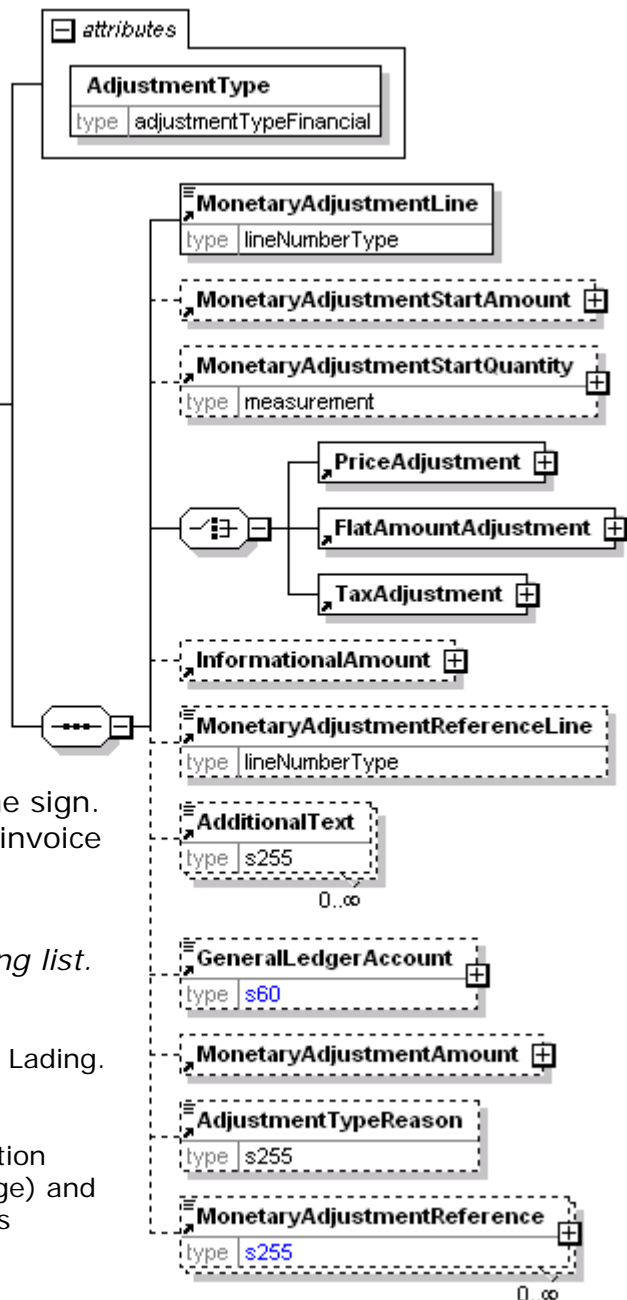 attributes
AdjustmentType
type adjustmentTypeFinancial
MonetaryAdjustmentLine
type lineNumberType
MonetaryAdjustmentStartAmount
MonetaryAdjustmentStartQuantity
type measurement
PriceAdjustment
FlatAmountAdjustment
TaxAdjustment
InformationalAmount
MonetaryAdjustmentReferenceLine
type lineNumberType
AdditionalText
type s255
0..∞
GeneralLedgerAccount
type s60
MonetaryAdjustmentAmount
AdjustmentTypeReason
type s255
MonetaryAdjustmentReference
type s255
0..∞
e sign.
invoice
ng list.
Lading.
tion
ge) and
s